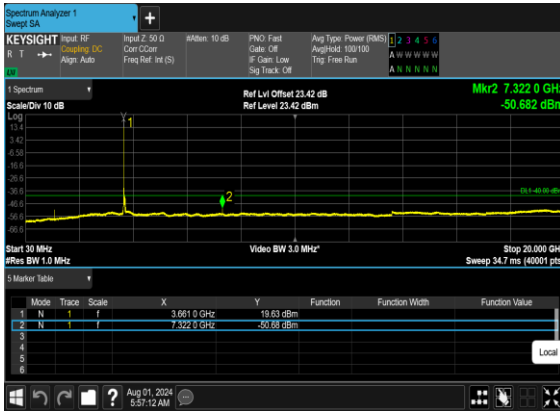 Spectrum Analyzer 1
Swept SA
+
KEYSIGHT
R T
LW
Input: RF
Coupling: DC
Align: Auto
Input Z: 50 Ω
Corr CCorr
Freq Ref: Int (S)
#Atten: 10 dB
PNO: Fast
Gate: Off
IF Gain: Low
Sig Track: Off
Avg Type: Power (RMS)
Avg|Hold: 100/100
Trig: Free Run
1 2 3 4 5 6
A W W W W W
A N N N N N
1 Spectrum
Scale/Div 10 dB
Ref Lvl Offset 23.42 dB
Ref Level 23.42 dBm
Mkr2 7.322 0 GHz
-50.682 dBm
Log
13.4
3.42
-6.58
-16.6
-26.6
-36.6
-46.6
-56.6
-66.6
1
2
DL1 -40.00 dBm
Start 30 MHz
Video BW 3.0 MHz*
Stop 20.000 GHz
#Res BW 1.0 MHz
Sweep 34.7 ms (40001 pts)
5 Marker Table
Mode Trace Scale X Y Function Function Width Function Value
1 N 1 f 3.661 0 GHz 19.63 dBm
2 N 1 f 7.322 0 GHz -50.68 dBm
3
4
5
6
Local
?
Aug 01, 2024
5:57:12 AM